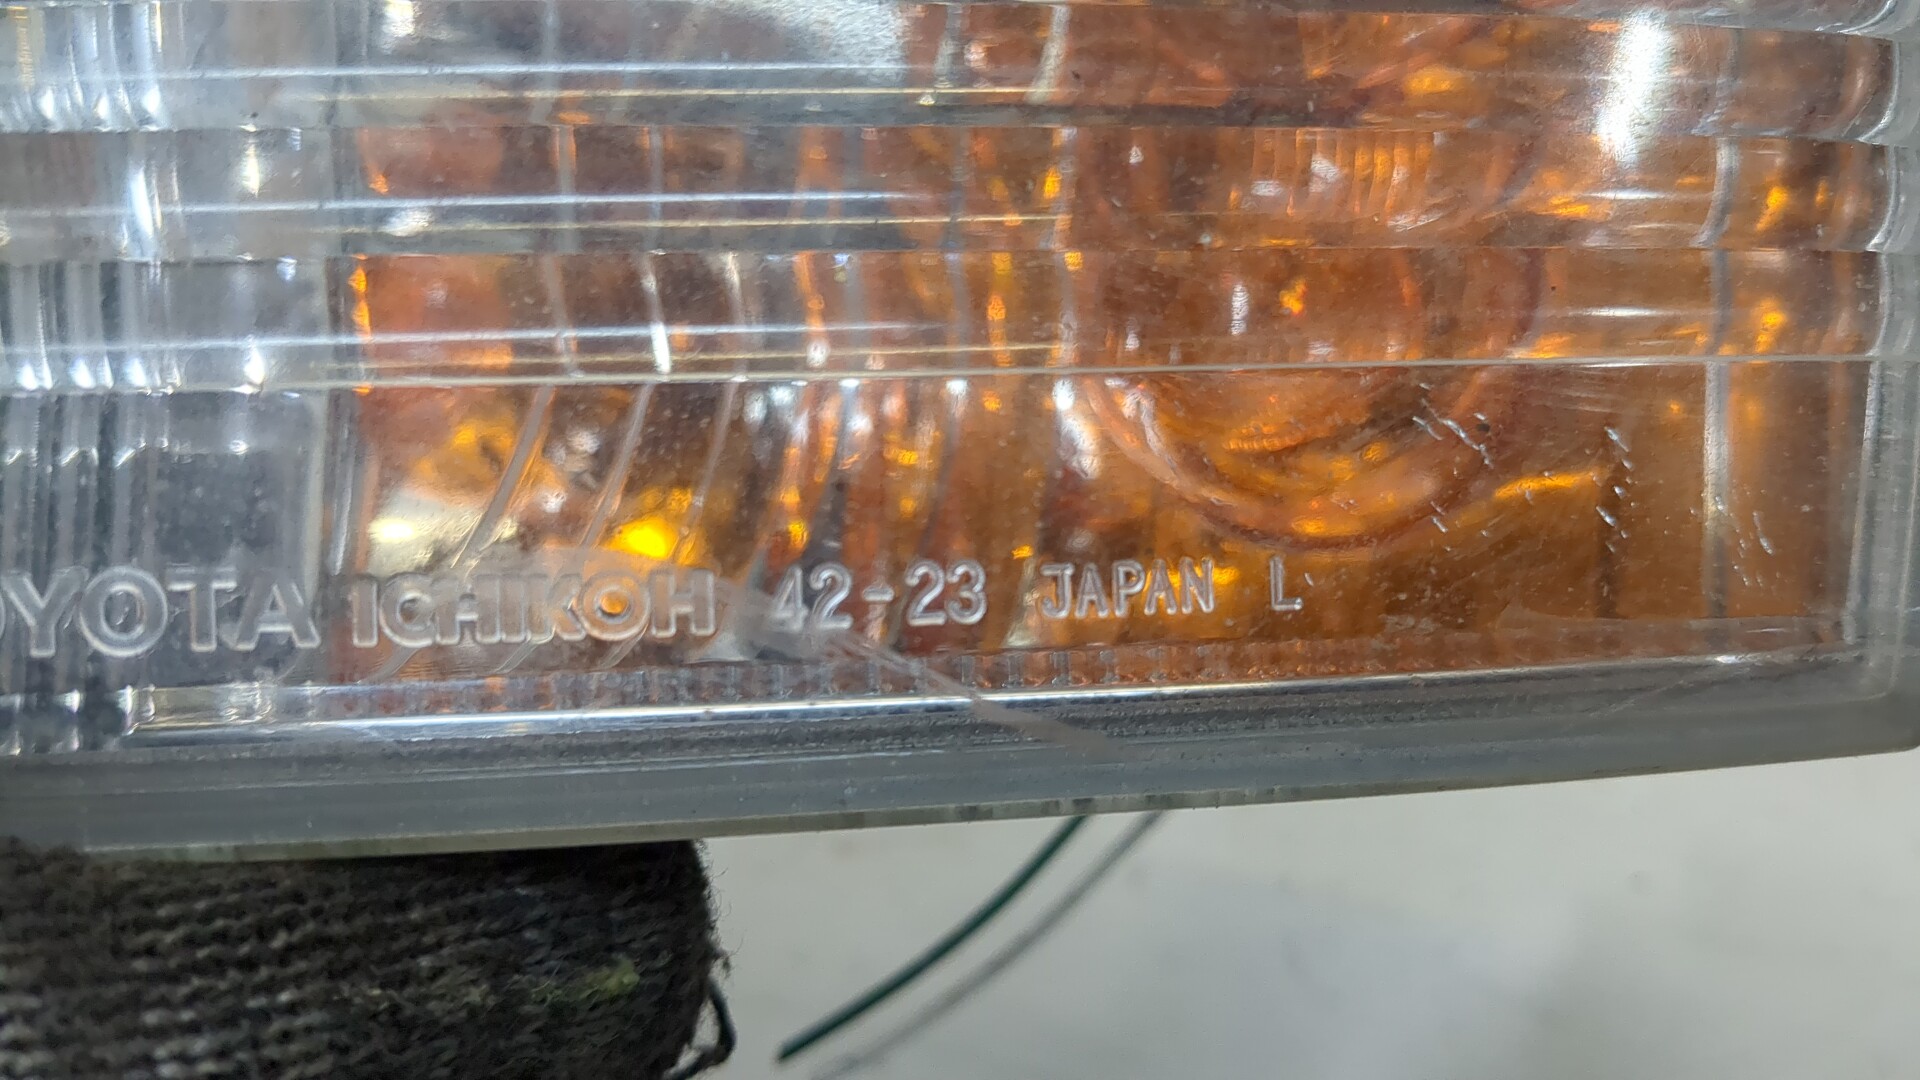 OYOTA ICHIKOH 42-23 JAPAN L